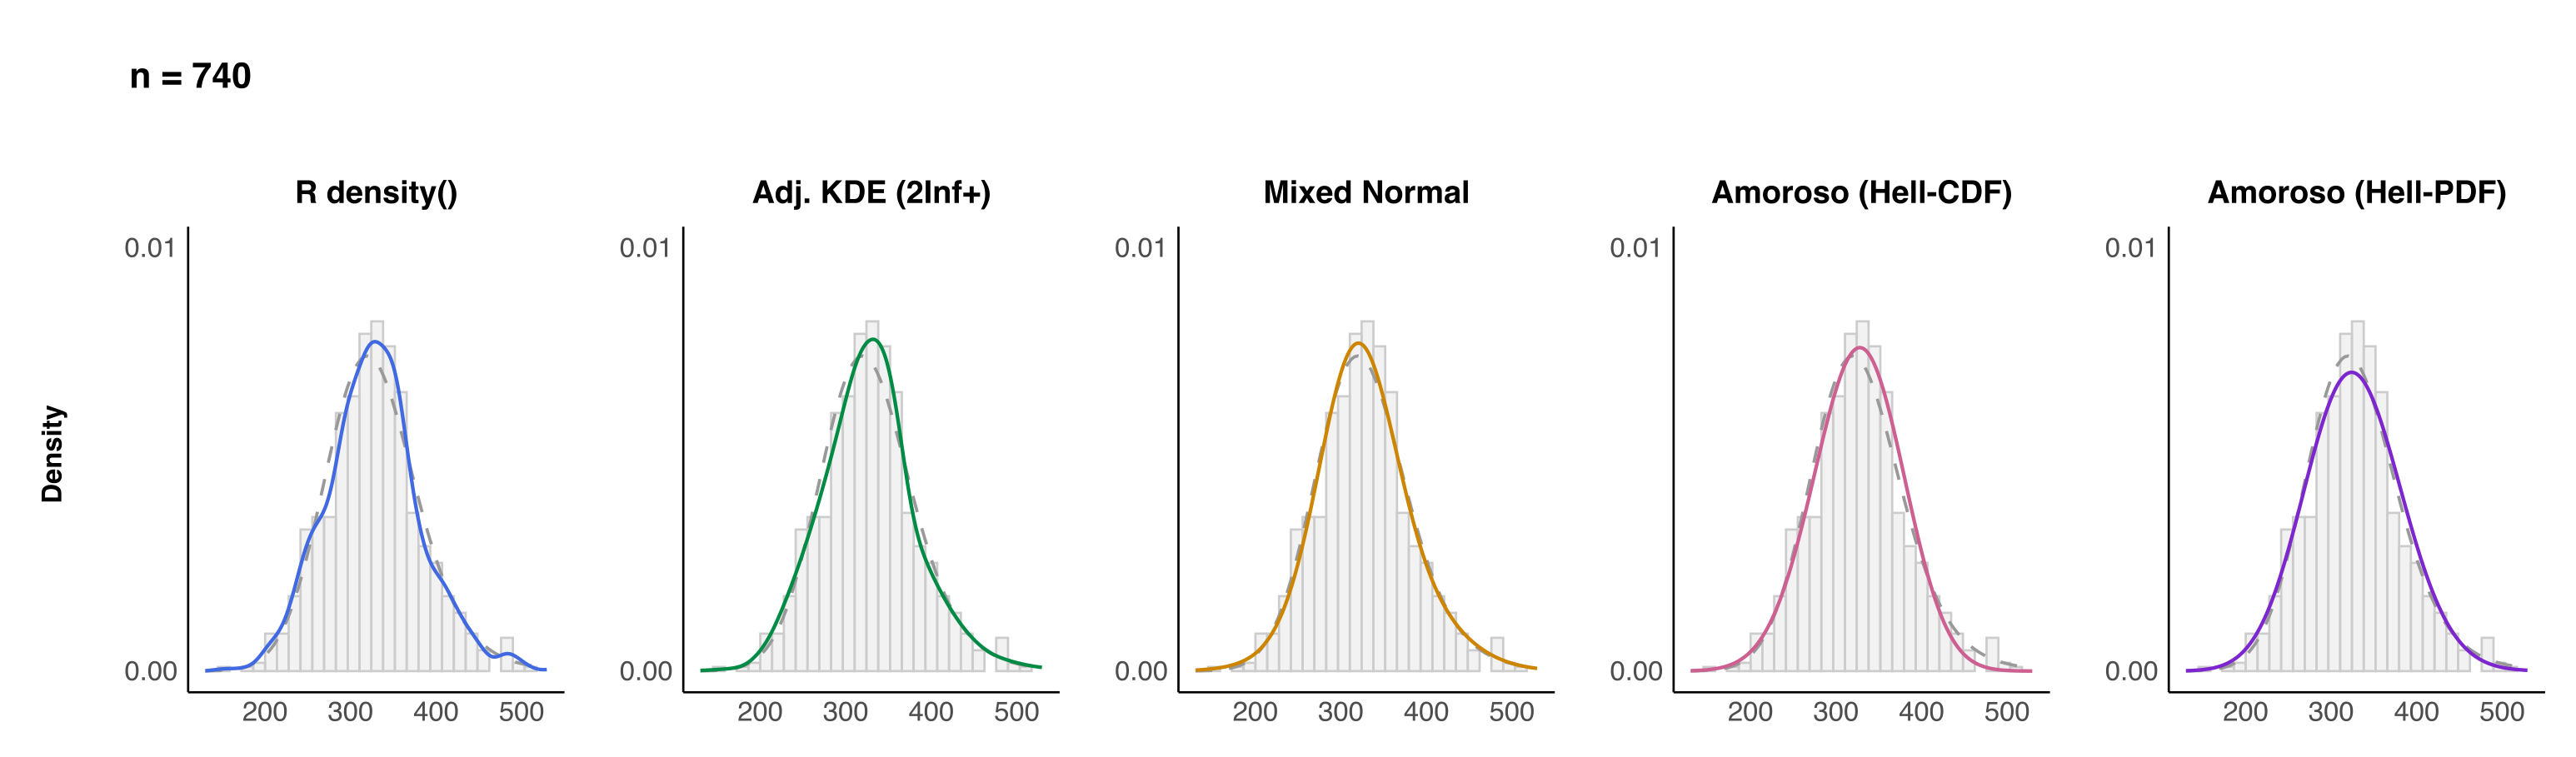 n = 740
R density()
Adj. KDE (2Inf+)
Mixed Normal
Amoroso (Hell-CDF)
Amoroso (Hell-PDF)
Density
0.01
0.00
200 300 400 500
0.01
0.00
200 300 400 500
0.01
0.00
200 300 400 500
0.01
0.00
200 300 400 500
0.01
0.00
200 300 400 500